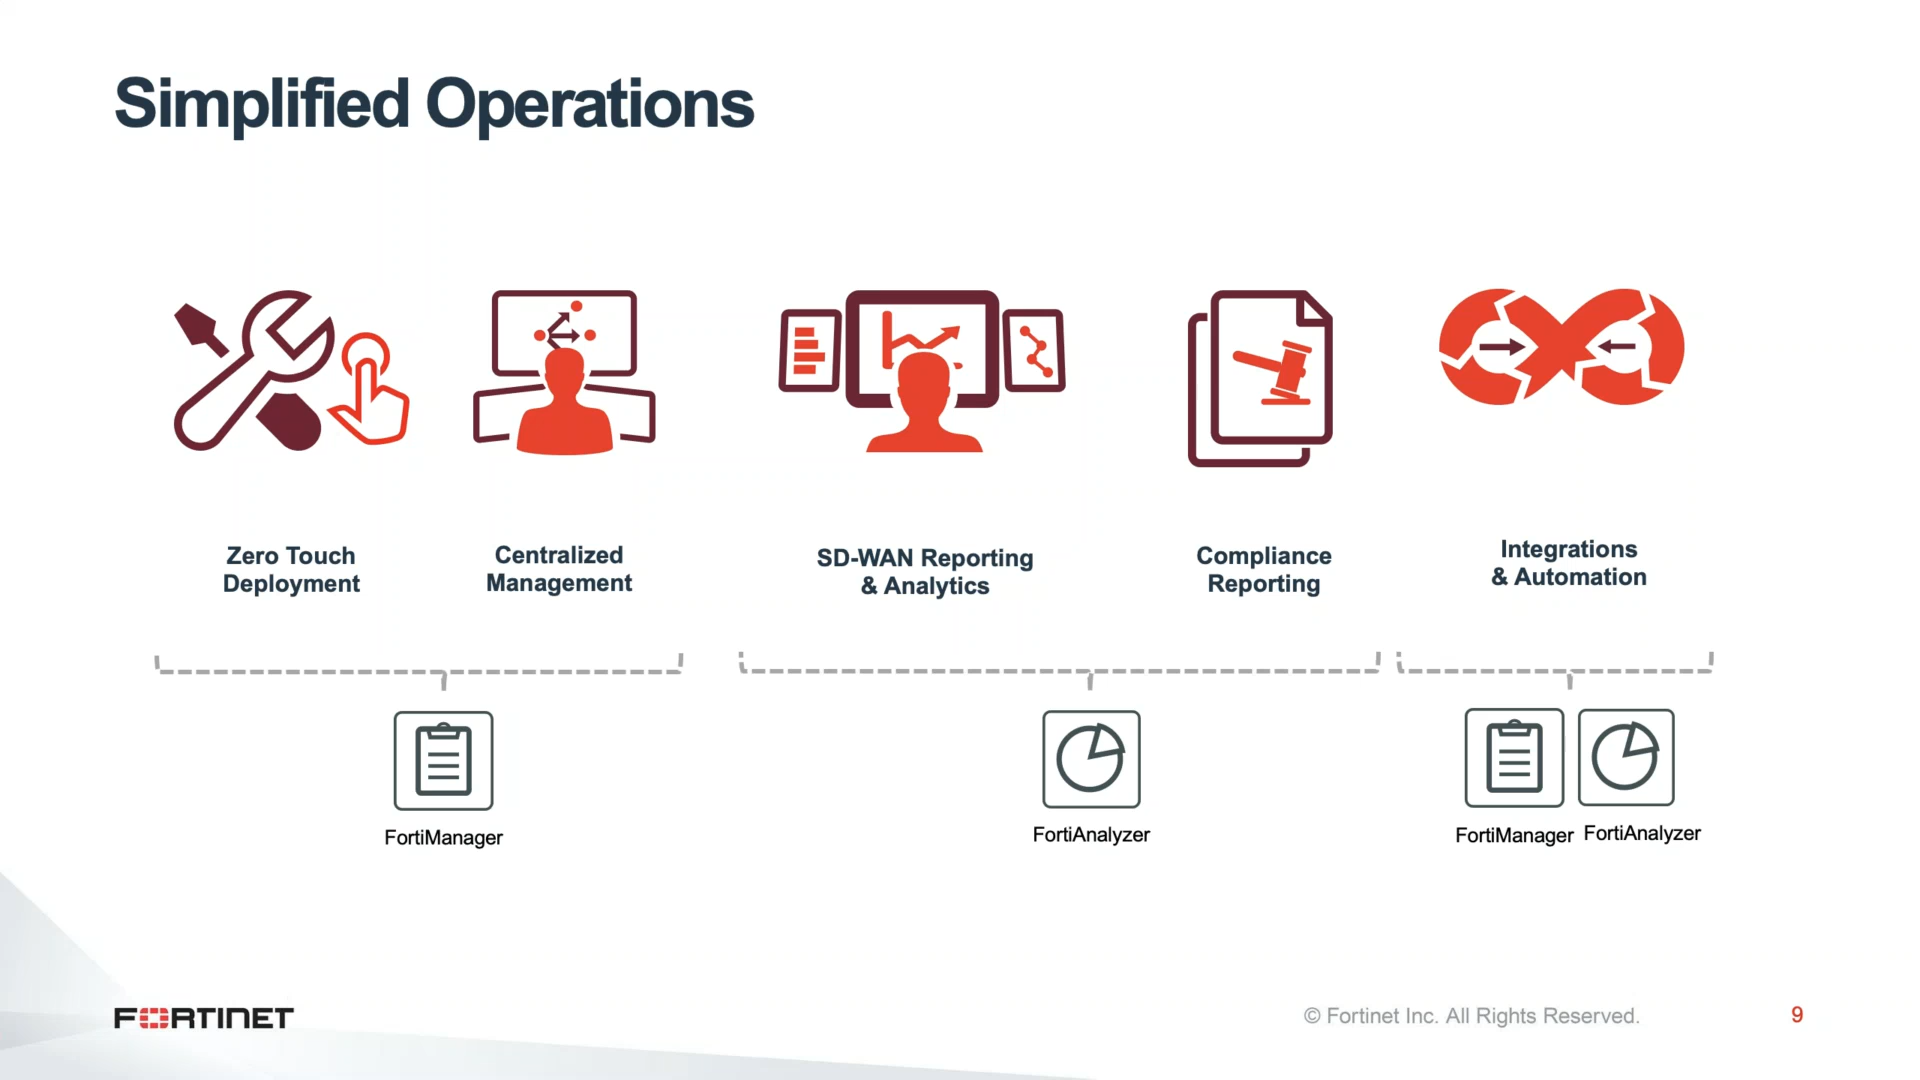 Simplified Operations
Zero Touch
Deployment
Centralized
Management
SD-WAN Reporting
& Analytics
Compliance
Reporting
Integrations
& Automation
FortiManager
FortiAnalyzer
FortiManager
FortiAnalyzer
FORTINET
© Fortinet Inc. All Rights Reserved.
9